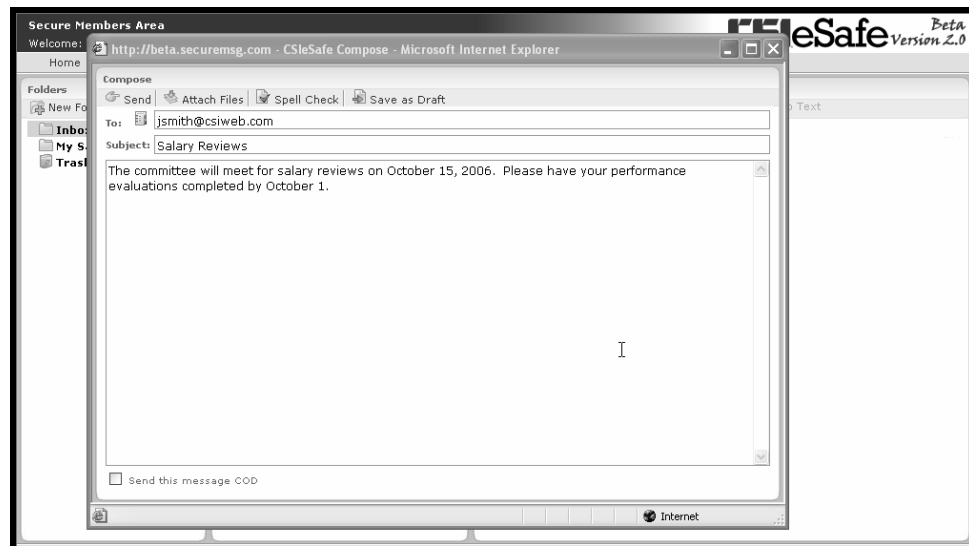 Secure Members Area
eSafe Beta Version 2.0
Welcome:
http://beta.securemsg.com - CSIeSafe Compose - Microsoft Internet Explorer
Home
Compose
Folders
Send Attach Files Spell Check Save as Draft
New Fo
Text
To: jsmith@csiweb.com
Inbo
Subject: Salary Reviews
My S
Trasl
The committee will meet for salary reviews on October 15, 2006. Please have your performance
evaluations completed by October 1.
Send this message COD
Internet